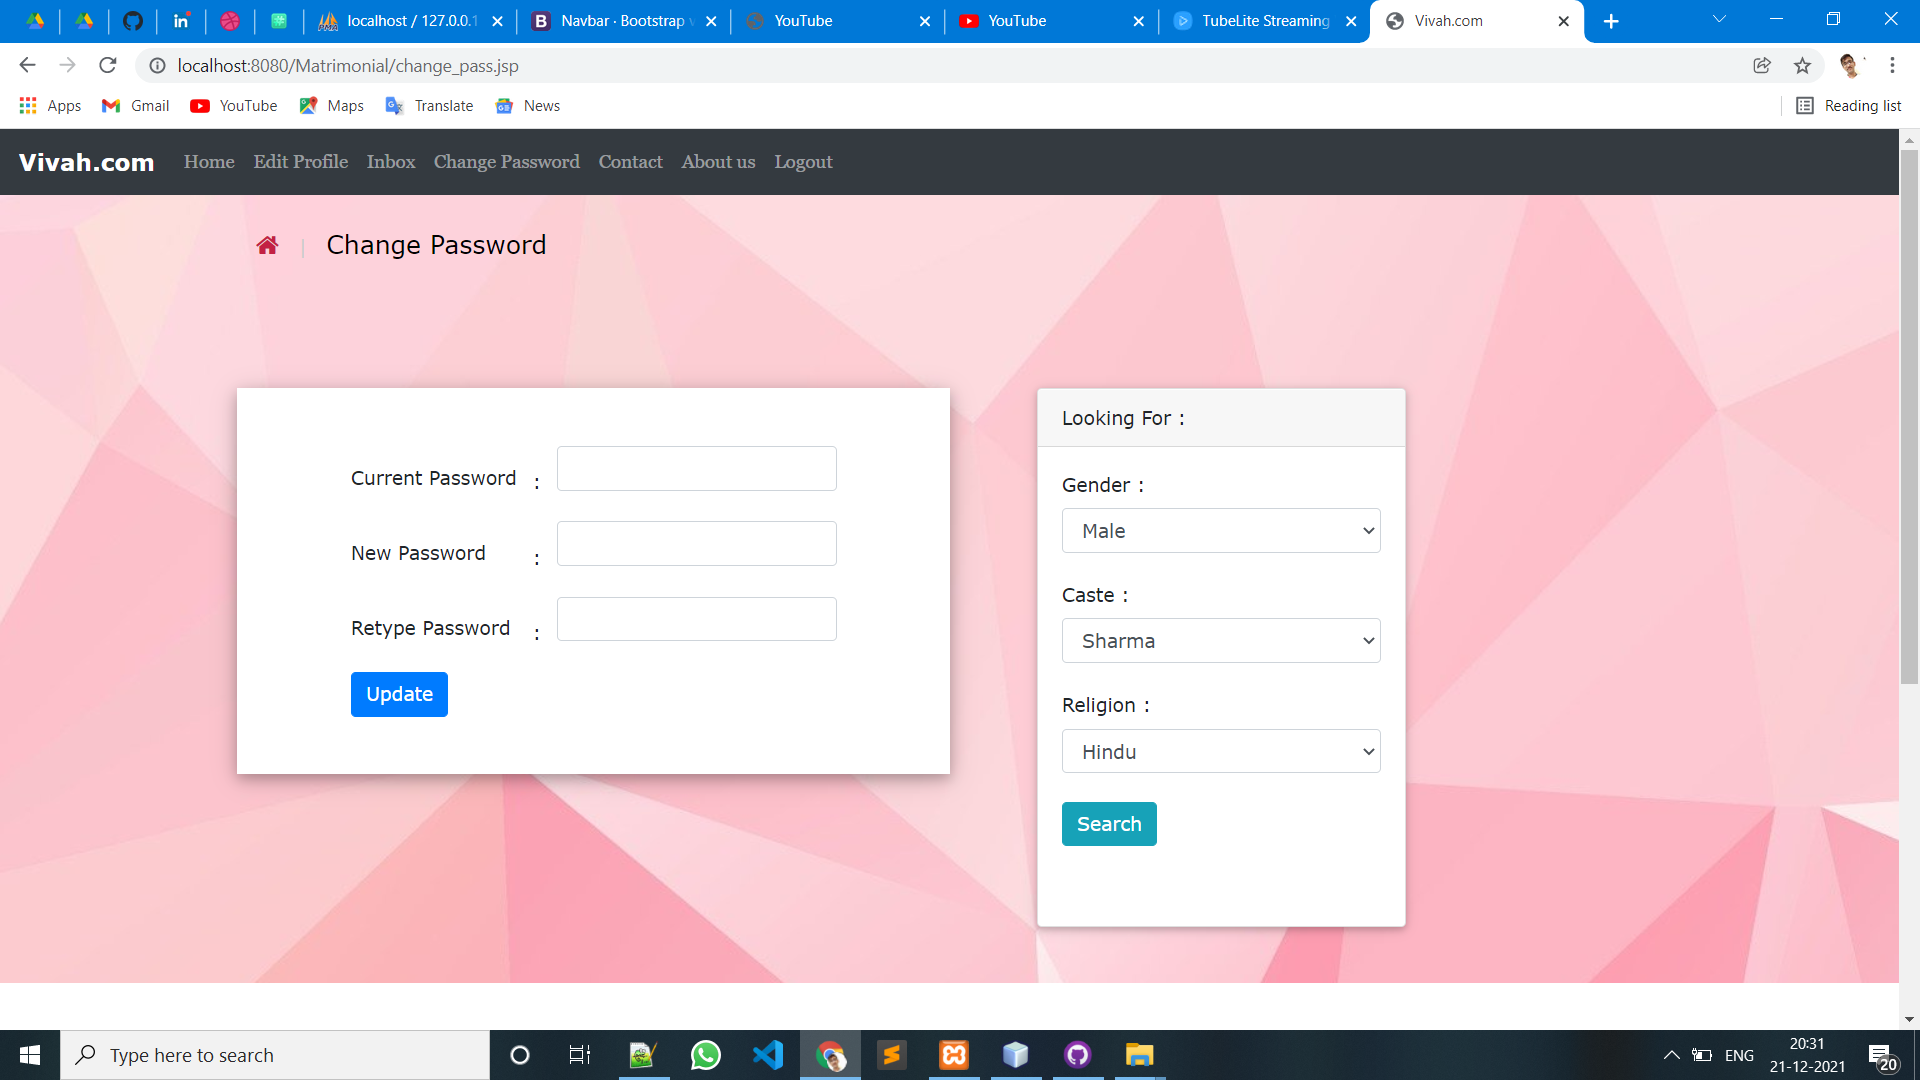 localhost / 127.0.0.1
Navbar · Bootstrap v
YouTube
YouTube
TubeLite Streaming
Vivah.com
localhost:8080/Matrimonial/change_pass.jsp
Apps Gmail YouTube Maps Translate News Reading list
Vivah.com Home Edit Profile Inbox Change Password Contact About us Logout
| Change Password
Current Password :
New Password :
Retype Password :
Update
Looking For :
Gender :
Male
Caste :
Sharma
Religion :
Hindu
Search
Type here to search
ENG
20:31
21-12-2021
20